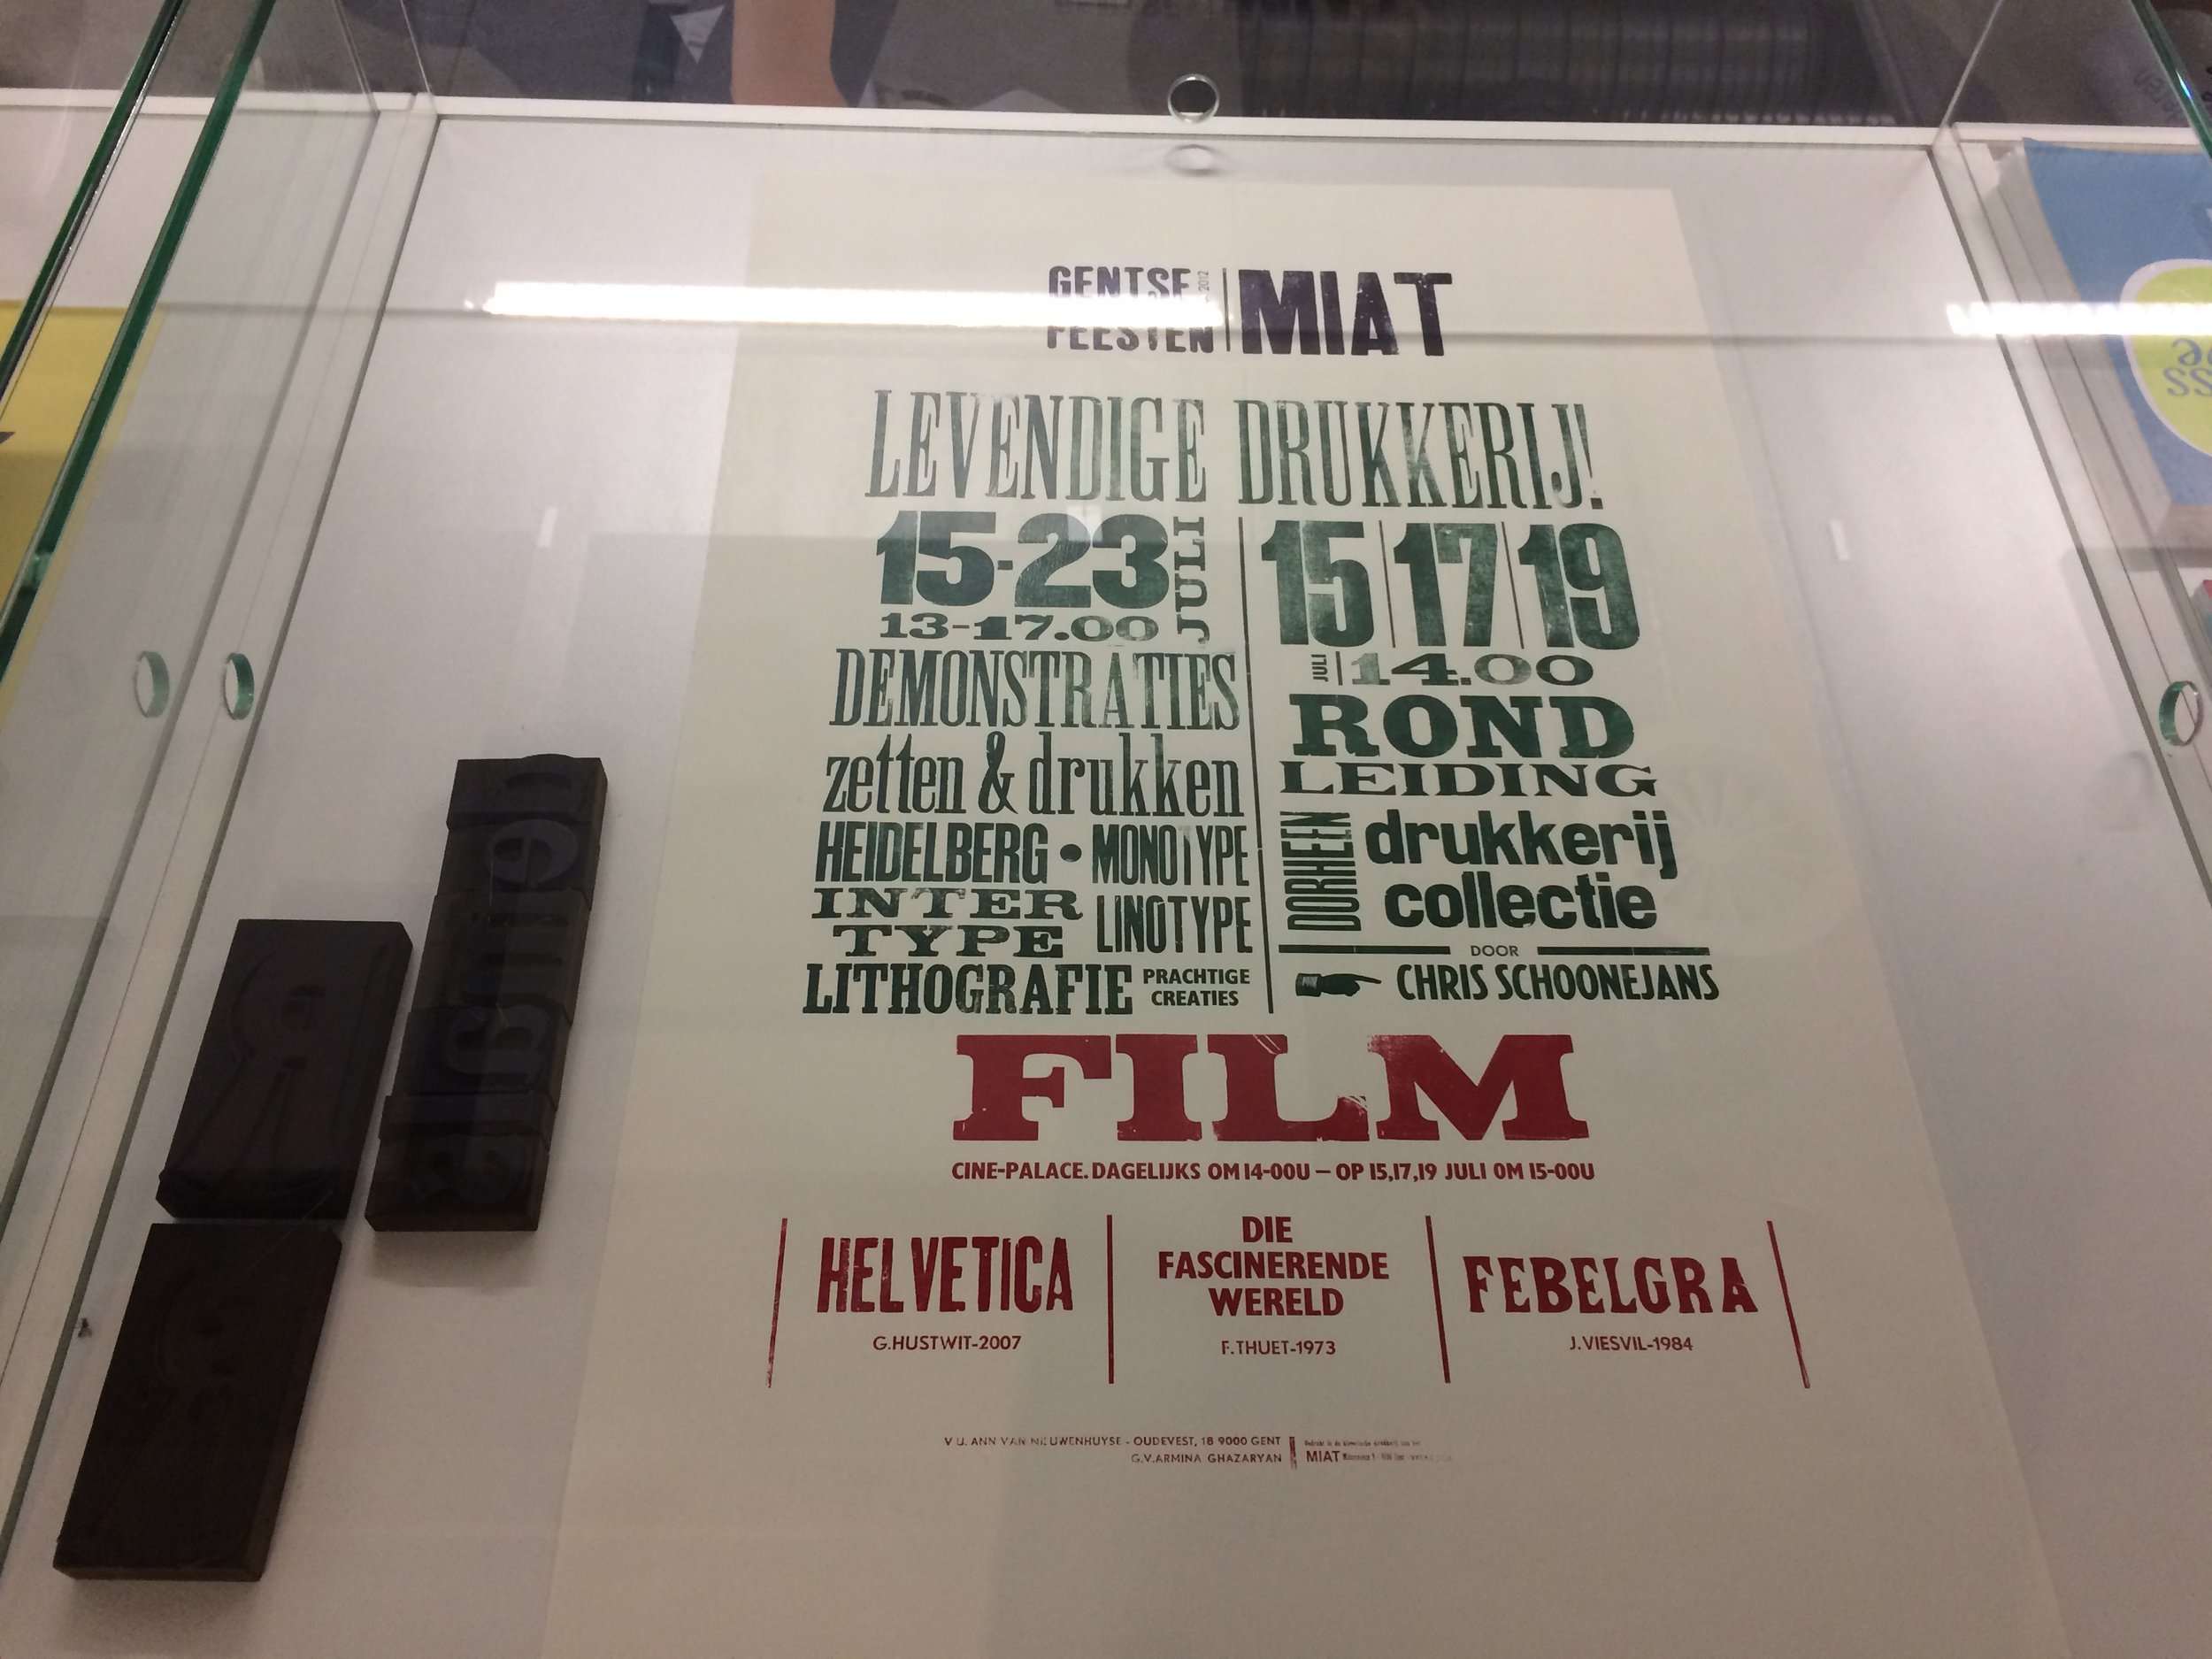 GENTSE 2012
FEESTEN
MIAT
LEVENDIGE DRUKKERIJ!
15-23 JULI
13-17.00
DEMONSTRATIES
zetten & drukken
HEIDELBERG • MONOTYPE
INTER
TYPE
LINOTYPE
LITHOGRAFIE
PRACHTIGE
CREATIES
15 | 17 | 19
JULI | 14.00
ROND
LEIDING
DORHEEN
drukkerij
collectie
DOOR
CHRIS SCHOONEJANS
FILM
CINE-PALACE. DAGELIJKS OM 14-00U — OP 15,17,19 JULI OM 15-00U
HELVETICA
G.HUSTWIT-2007
DIE
FASCINERENDE
WERELD
F.THUET-1973
FEBELGRA
J.VIESVIL-1984
V.U. ANN VAN NIEUWENHUYSE - OUDEVEST, 18 9000 GENT
G.V. ARMINA GHAZARYAN
MIAT
R